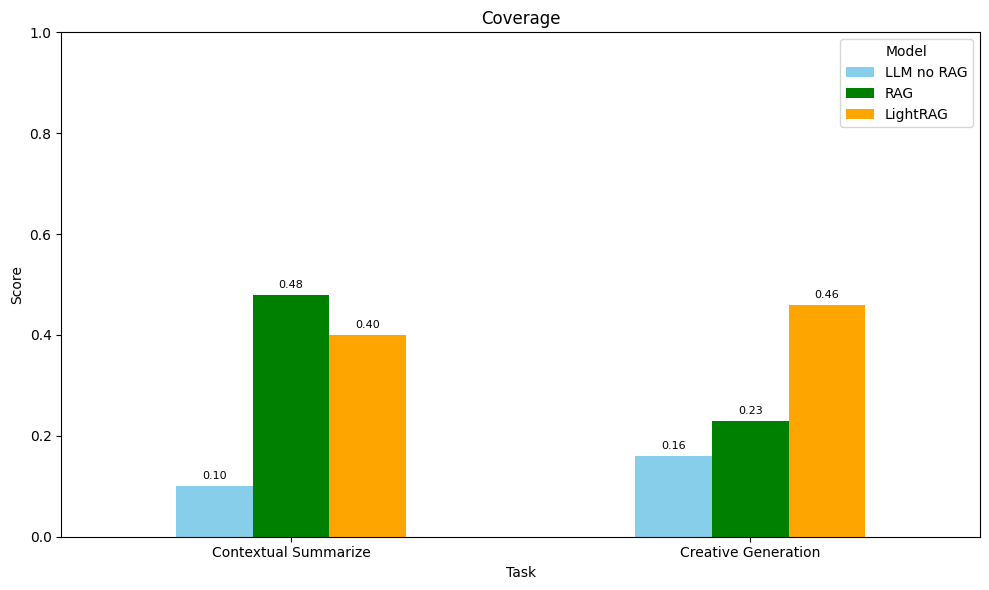 Coverage
1.0
0.8
0.6
0.4
0.2
0.0
Score
Model
LLM no RAG
RAG
LightRAG
0.10
0.48
0.40
0.16
0.23
0.46
Contextual Summarize
Creative Generation
Task